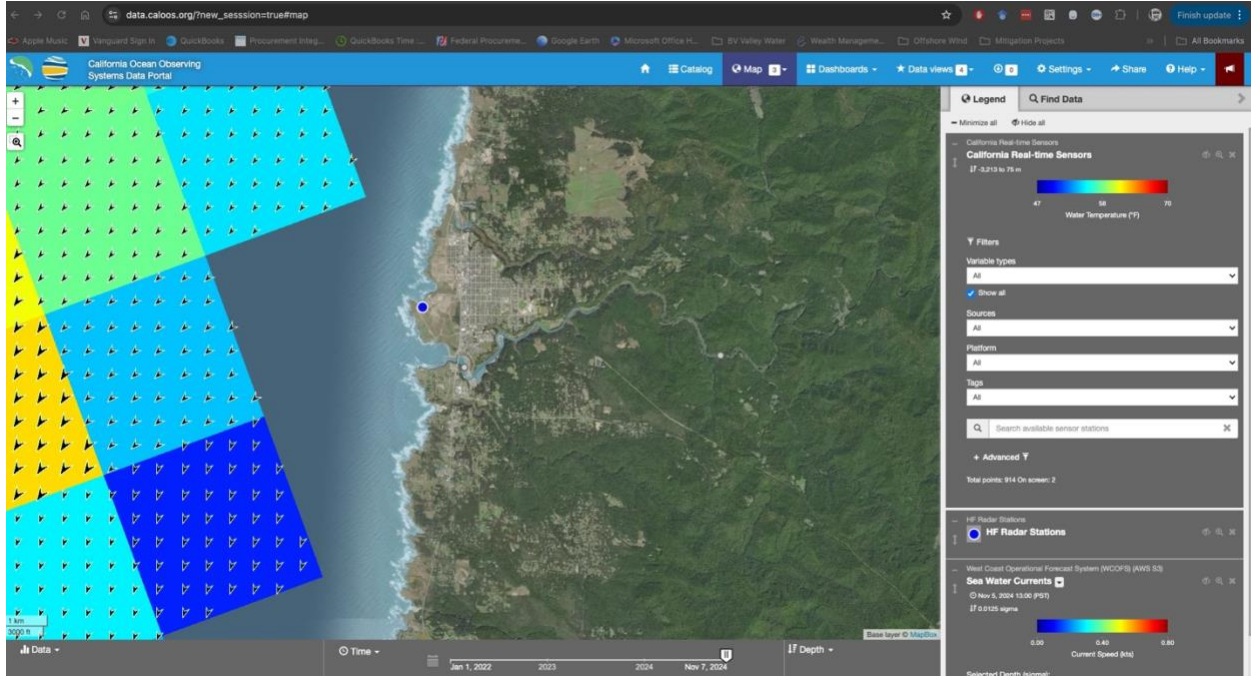 data.caloos.org/?new_sesssion=true#map
Finish update
Apple Music Vanguard Sign In QuickBooks Procurement Integ... QuickBooks Time :... Federal Procureme... Google Earth Microsoft Office H... BV Valley Water Wealth Manageme... Offshore Wind Mitigation Projects » All Bookmarks
California Ocean Observing
Systems Data Portal
Catalog Map 3 Dashboards Data views 4 0 Settings Share Help
+
−
Legend Find Data
Minimize all Hide all
California Real-time Sensors
California Real-time Sensors
-3,213 to 75 m
47 58 70
Water Temperature (°F)
Filters
Variable types
All
Show all
Sources
All
Platform
All
Tags
All
Search available sensor stations
+ Advanced
Total points: 914 On screen: 2
HF Radar Stations
HF Radar Stations
West Coast Operational Forecast System (WCOFS) (AWS S3)
Sea Water Currents
Nov 5, 2024 13:00 (PST)
0.0125 sigma
0.00 0.40 0.80
Current Speed (kts)
Selected Depth (sigma):
1 km
3000 ft
Base layer © MapBox
Data Time Jan 1, 2022 2023 2024 Nov 7, 2024 Depth